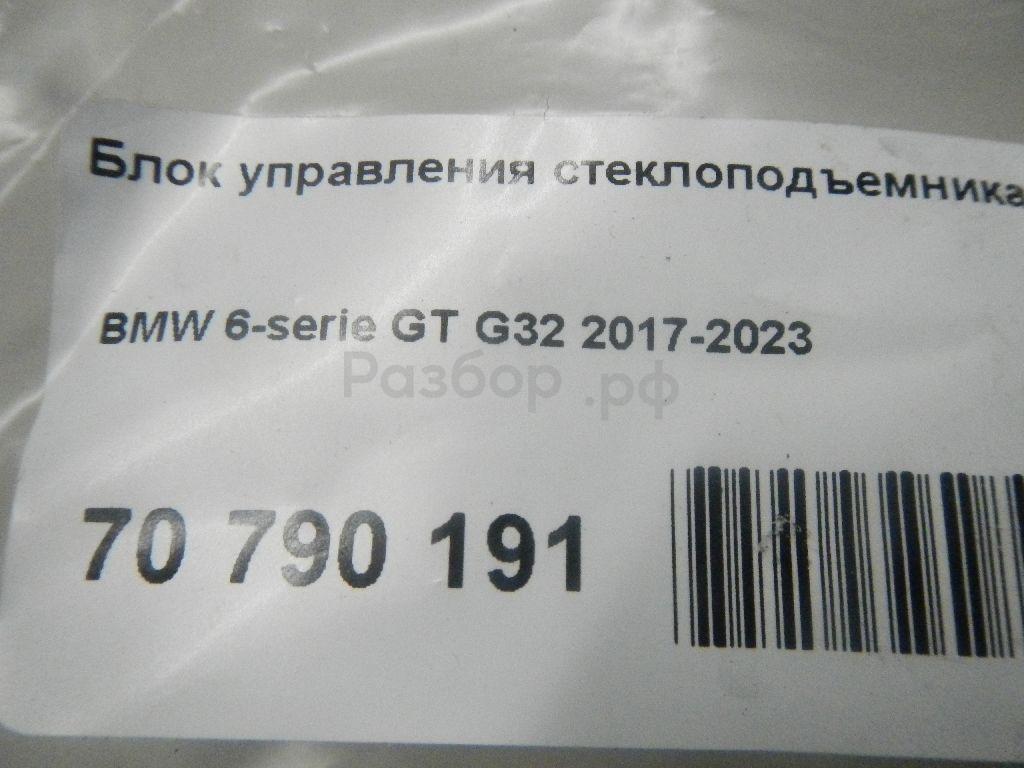 Блок управления стеклоподъемника
BMW 6-serie GT G32 2017-2023
Разбор.рф
70 790 191